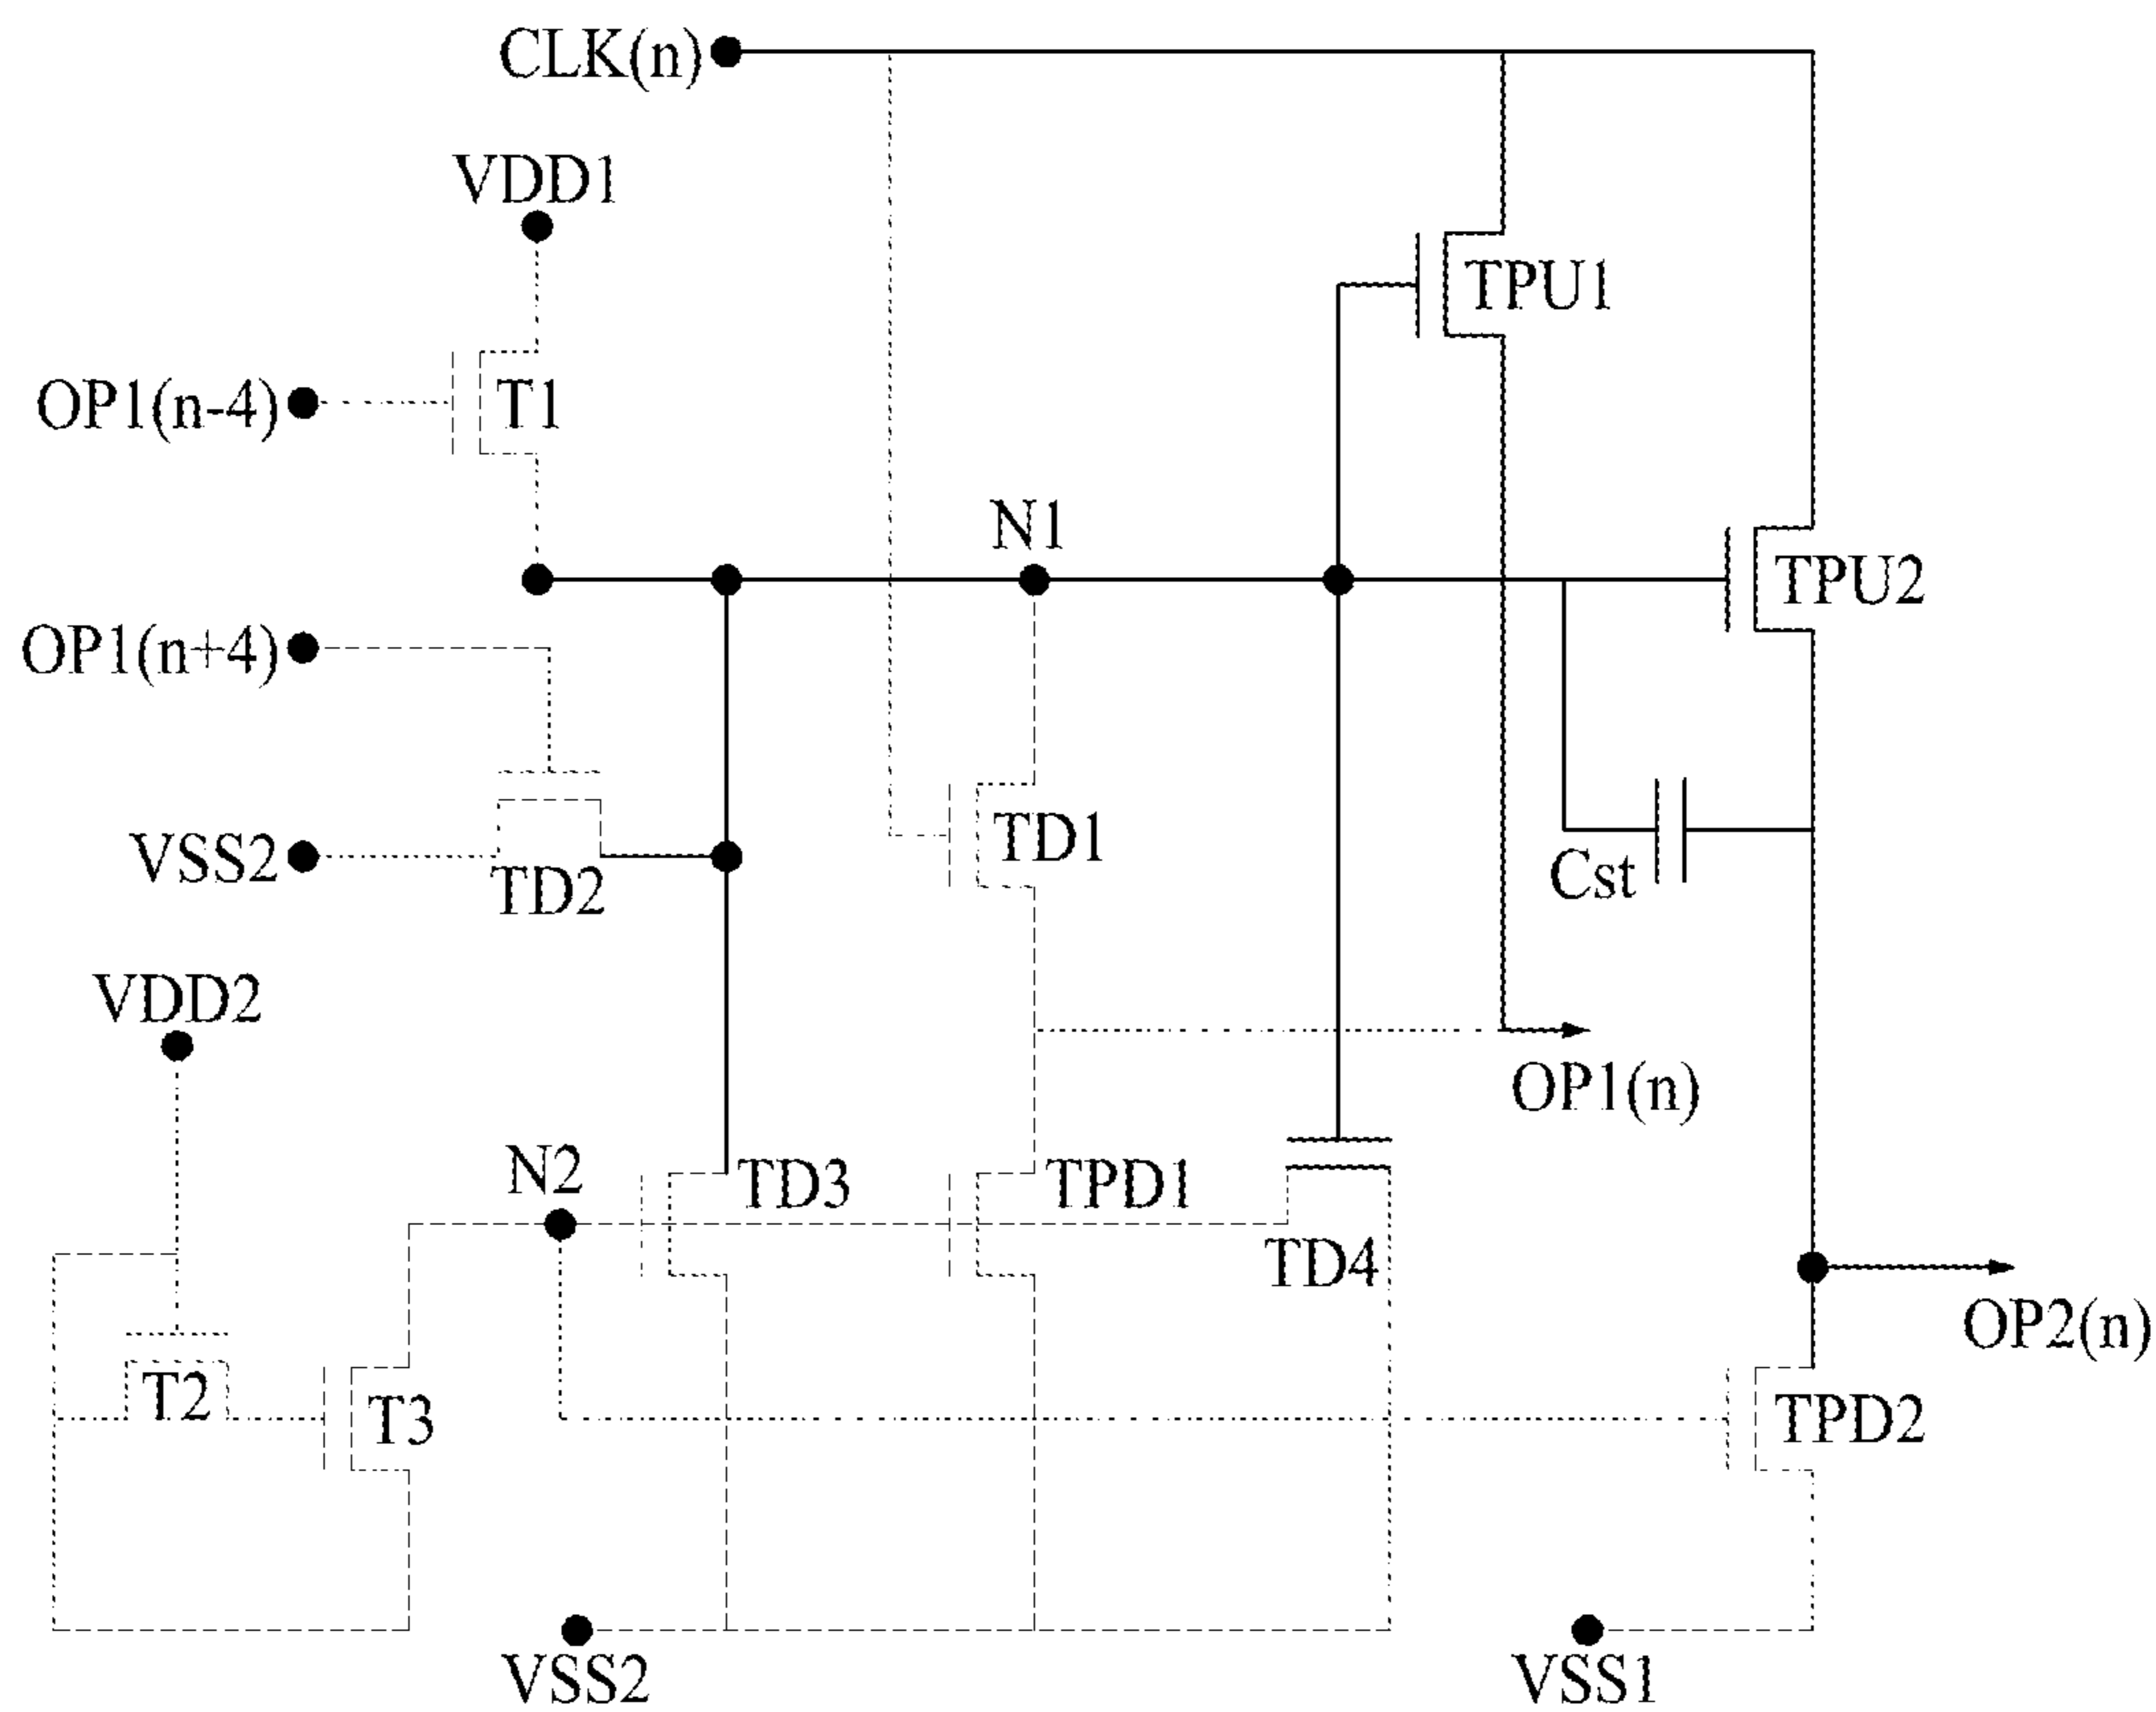 CLK(n)
VDD1
TPU1
OP1(n-4)
T1
N1
TPU2
OP1(n+4)
TD1
VSS2
TD2
Cst
VDD2
OP1(n)
N2
TD3
TPD1
TD4
OP2(n)
T2
T3
TPD2
VSS2
VSS1